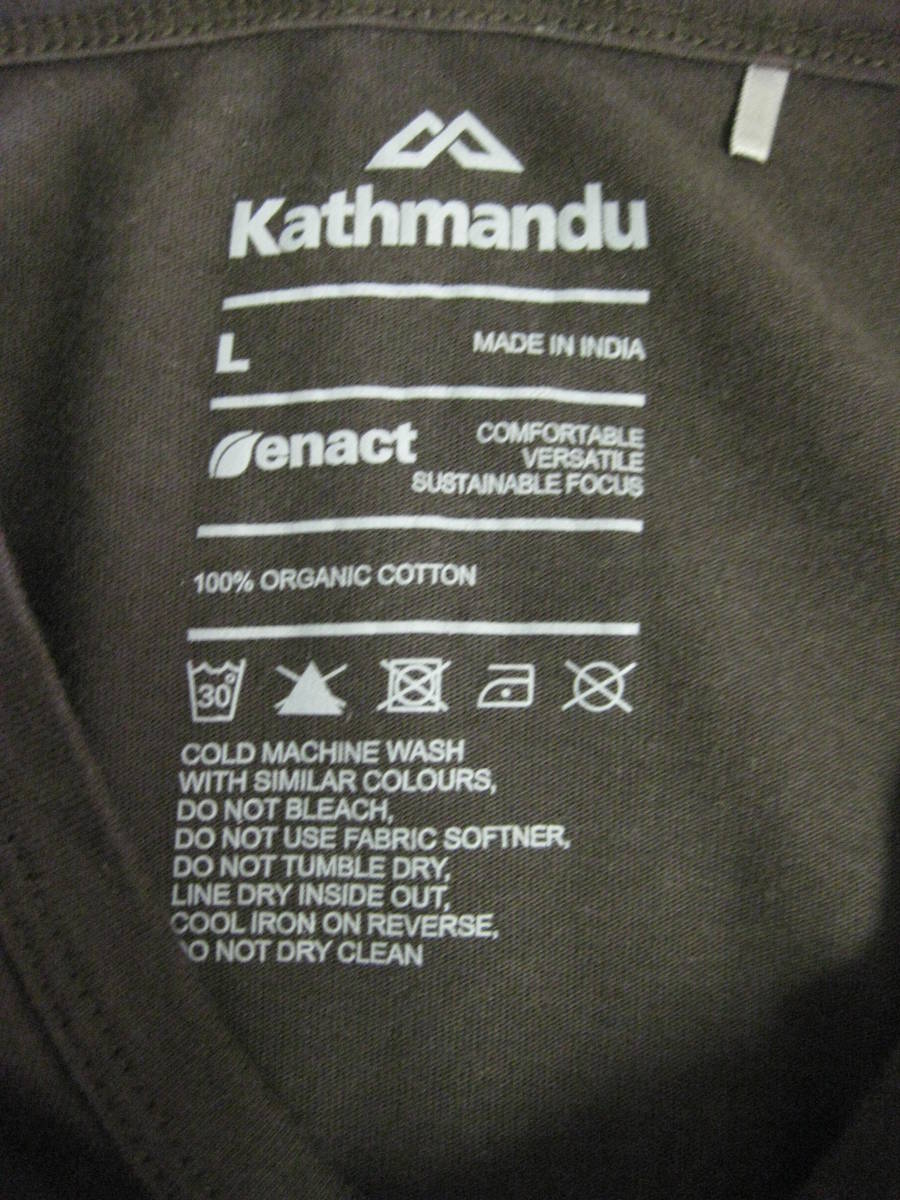 Kathmandu
L MADE IN INDIA
enact COMFORTABLE
VERSATILE
SUSTAINABLE FOCUS
100% ORGANIC COTTON
30°
COLD MACHINE WASH
WITH SIMILAR COLOURS,
DO NOT BLEACH,
DO NOT USE FABRIC SOFTNER,
DO NOT TUMBLE DRY,
LINE DRY INSIDE OUT,
COOL IRON ON REVERSE,
DO NOT DRY CLEAN